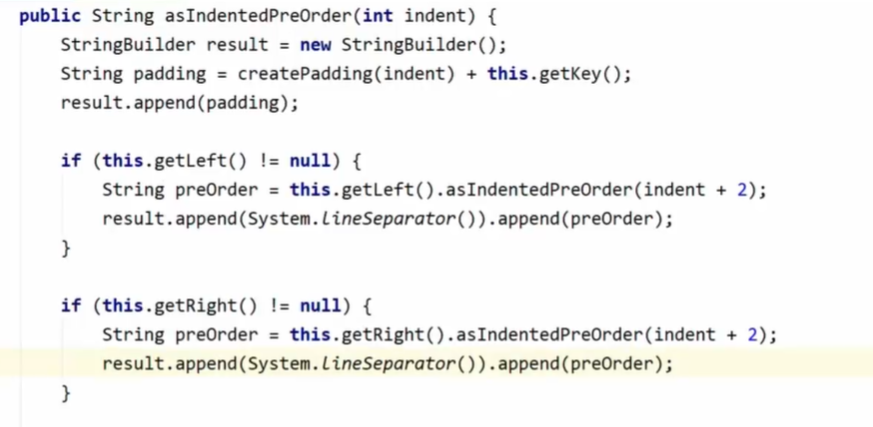 public String asIndentedPreOrder(int indent) {
StringBuilder result = new StringBuilder();
String padding = createPadding(indent) + this.getKey();
result.append(padding);
if (this.getLeft() != null) {
String preOrder = this.getLeft().asIndentedPreOrder(indent + 2);
result.append(System.lineSeparator()).append(preOrder);
}
if (this.getRight() != null) {
String preOrder = this.getRight().asIndentedPreOrder(indent + 2);
result.append(System.lineSeparator()).append(preOrder);
}